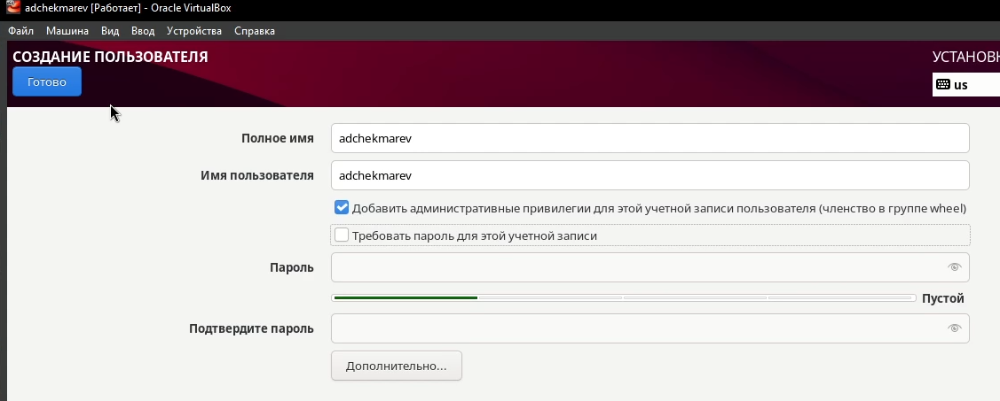 adchekmarev [Работает] - Oracle VirtualBox
Файл Машина Вид Ввод Устройства Справка
СОЗДАНИЕ ПОЛЬЗОВАТЕЛЯ
УСТАНОВК
Готово
us
Полное имя
adchekmarev
Имя пользователя
adchekmarev
Добавить административные привилегии для этой учетной записи пользователя (членство в группе wheel)
Требовать пароль для этой учетной записи
Пароль
Пустой
Подтвердите пароль
Дополнительно...